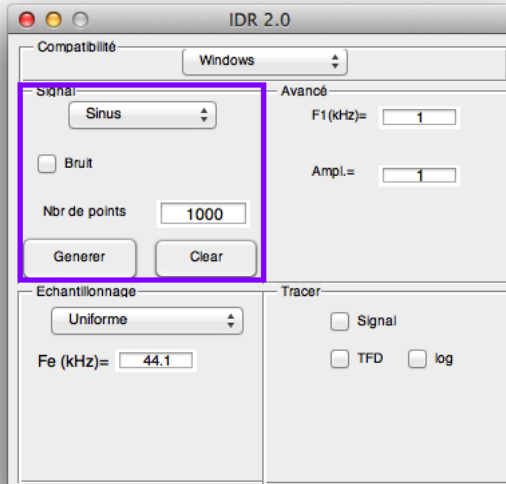 IDR 2.0
Compatibilité
Windows
Signal
Sinus
Bruit
Nbr de points 1000
Generer Clear
Avancé
F1(kHz)= 1
Ampl.= 1
Echantillonnage
Uniforme
Fe (kHz)= 44.1
Tracer
Signal
TFD log